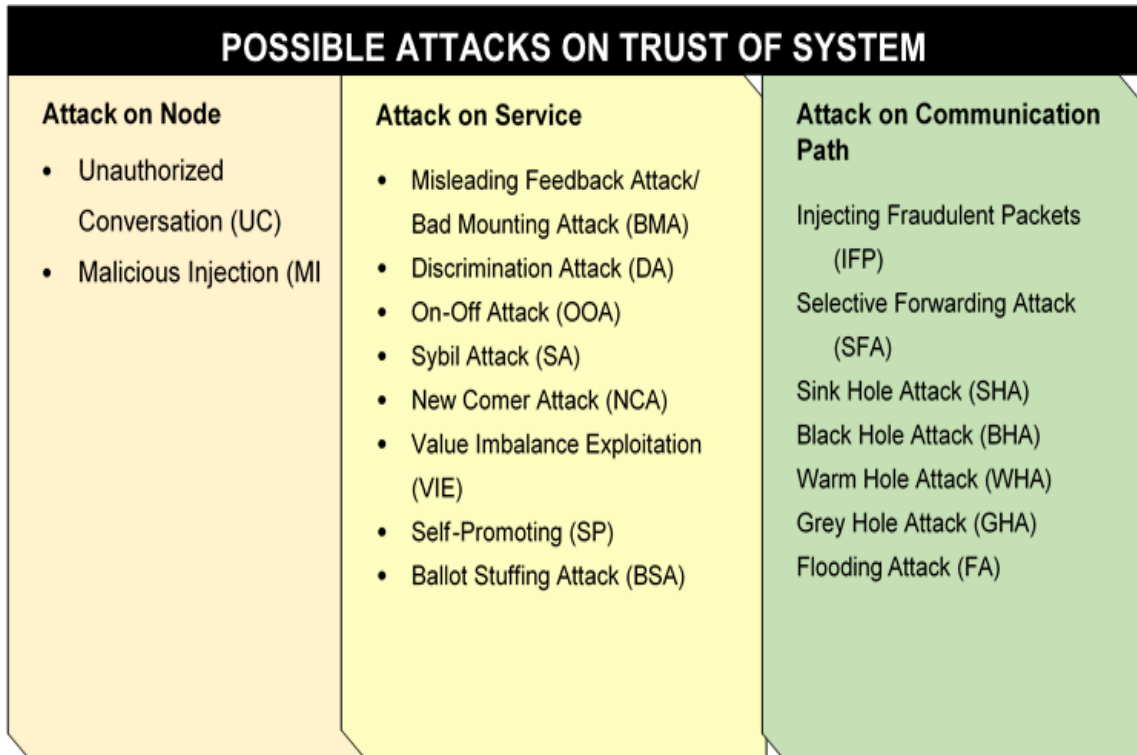 POSSIBLE ATTACKS ON TRUST OF SYSTEM
Attack on Node
• Unauthorized
Conversation (UC)
• Malicious Injection (MI
Attack on Service
• Misleading Feedback Attack/
Bad Mounting Attack (BMA)
• Discrimination Attack (DA)
• On-Off Attack (OOA)
• Sybil Attack (SA)
• New Comer Attack (NCA)
• Value Imbalance Exploitation
(VIE)
• Self-Promoting (SP)
• Ballot Stuffing Attack (BSA)
Attack on Communication
Path
Injecting Fraudulent Packets
(IFP)
Selective Forwarding Attack
(SFA)
Sink Hole Attack (SHA)
Black Hole Attack (BHA)
Warm Hole Attack (WHA)
Grey Hole Attack (GHA)
Flooding Attack (FA)